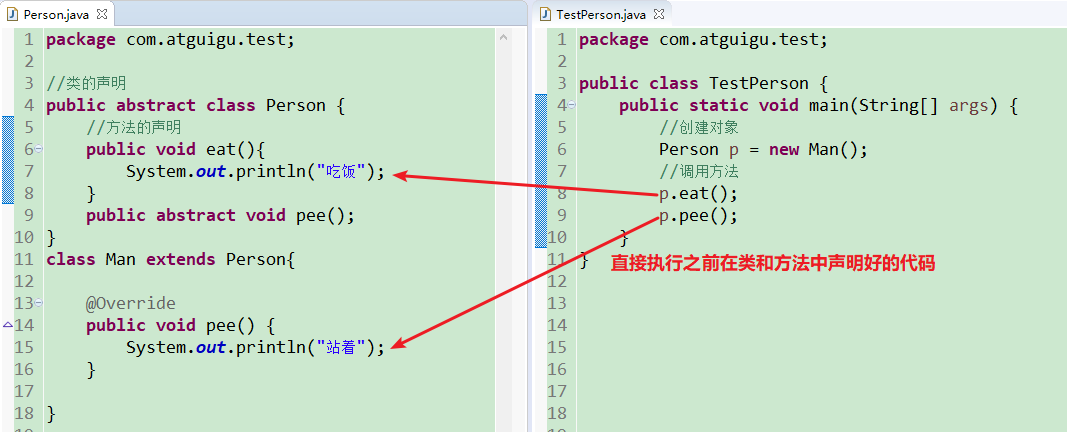 Person.java
1 package com.atguigu.test;
2
3 //类的声明
4 public abstract class Person {
5     //方法的声明
6     public void eat(){
7         System.out.println("吃饭");
8     }
9     public abstract void pee();
10 }
11 class Man extends Person{
12
13     @Override
14     public void pee() {
15         System.out.println("站着");
16     }
17
18 }
TestPerson.java
1 package com.atguigu.test;
2
3 public class TestPerson {
4     public static void main(String[] args) {
5         //创建对象
6         Person p = new Man();
7         //调用方法
8         p.eat();
9         p.pee();
10     }
11 }
直接执行之前在类和方法中声明好的代码
12
13
14
15
16
17
18